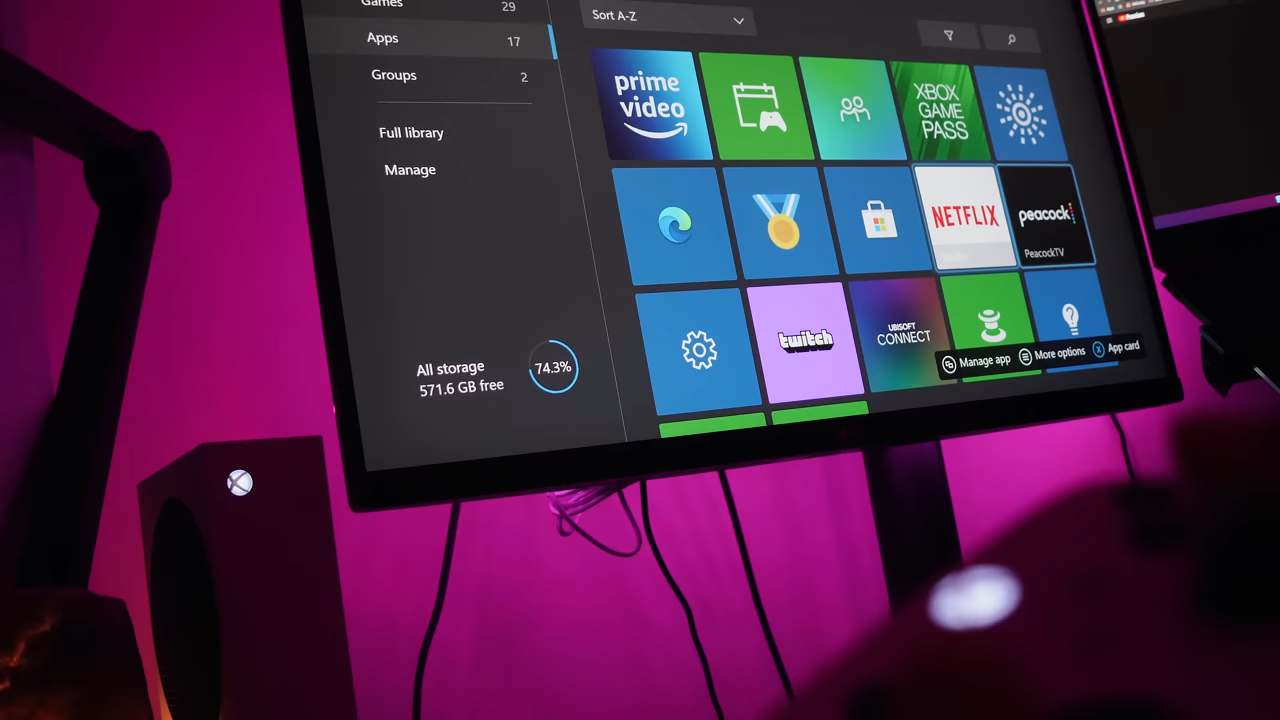 Games 29
Apps 17
Groups 2
Full library
Manage
All storage
571.6 GB free
74.3%
Sort A-Z
prime
video
XBOX
GAME
PASS
NETFLIX
peacock
PeacockTV
twitch
UBISOFT
CONNECT
Manage app
More options
X App card